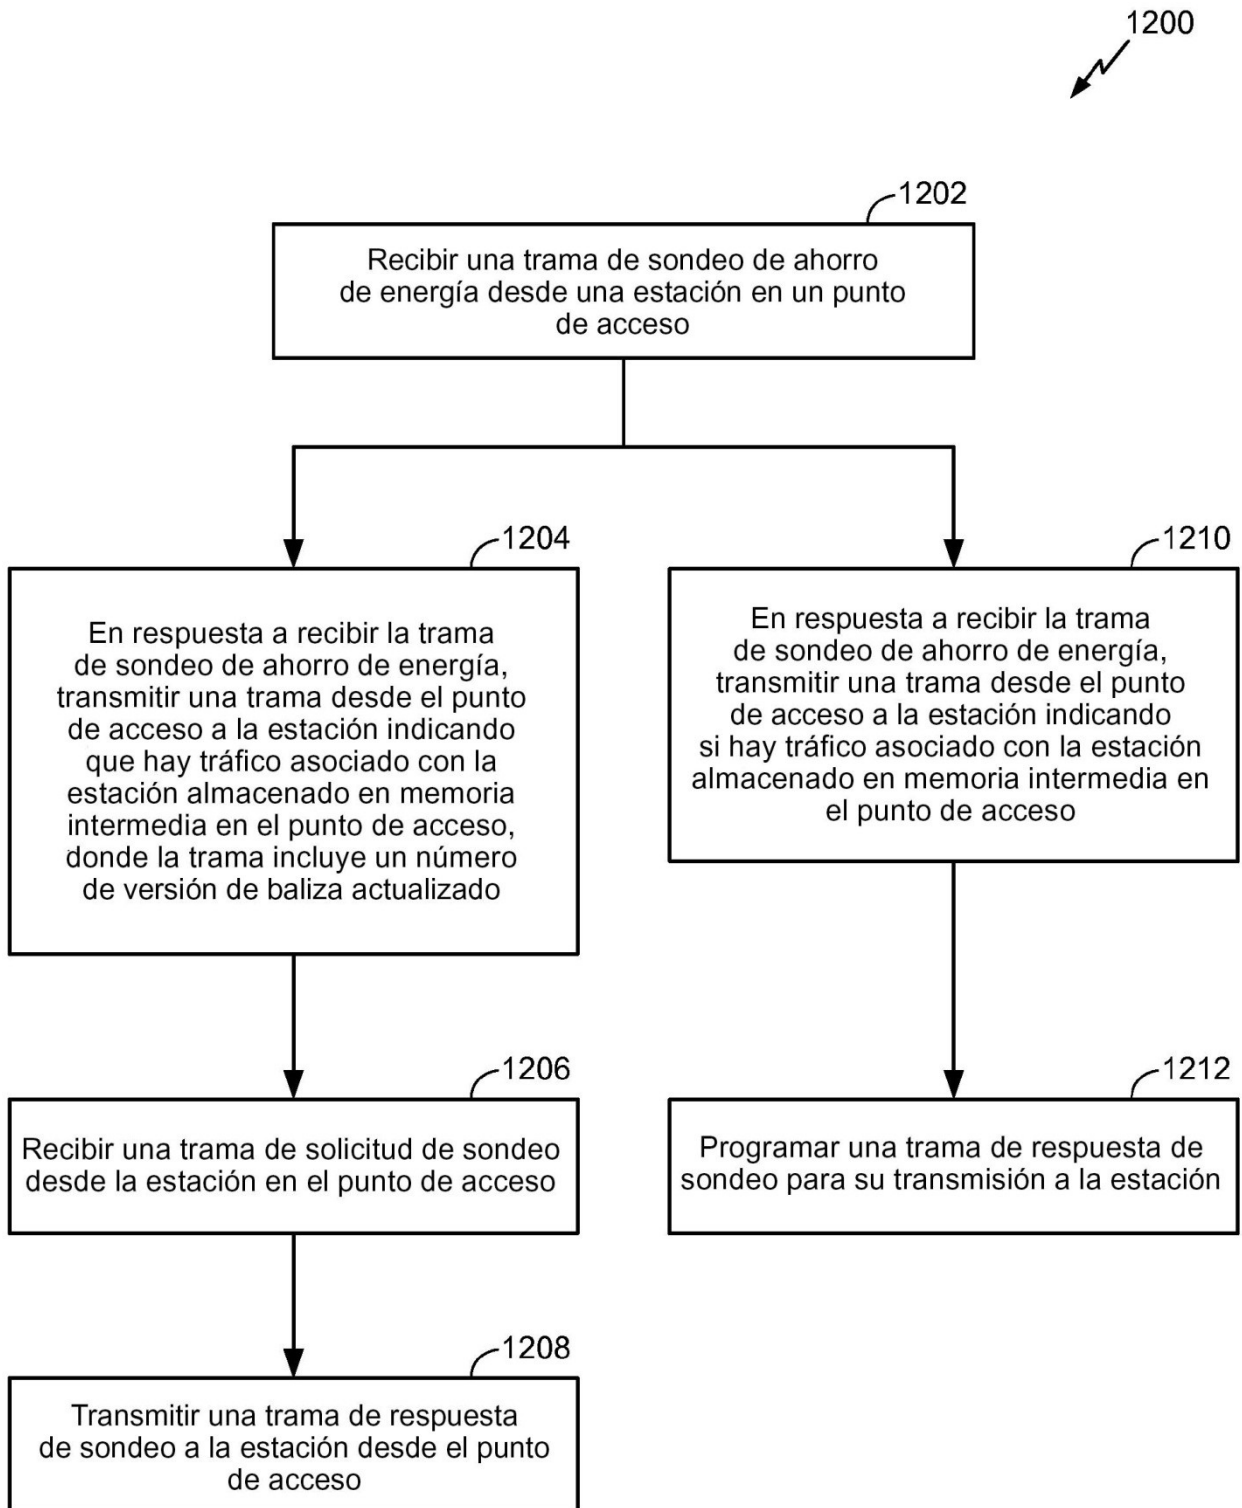 1200
1202
Recibir una trama de sondeo de ahorro
de energía desde una estación en un punto
de acceso
1204
En respuesta a recibir la trama
de sondeo de ahorro de energía,
transmitir una trama desde el punto
de acceso a la estación indicando
que hay tráfico asociado con la
estación almacenado en memoria
intermedia en el punto de acceso,
donde la trama incluye un número
de versión de baliza actualizado
1210
En respuesta a recibir la trama
de sondeo de ahorro de energía,
transmitir una trama desde el punto
de acceso a la estación indicando
si hay tráfico asociado con la estación
almacenado en memoria intermedia en
el punto de acceso
1206
Recibir una trama de solicitud de sondeo
desde la estación en el punto de acceso
1212
Programar una trama de respuesta de
sondeo para su transmisión a la estación
1208
Transmitir una trama de respuesta
de sondeo a la estación desde el punto
de acceso